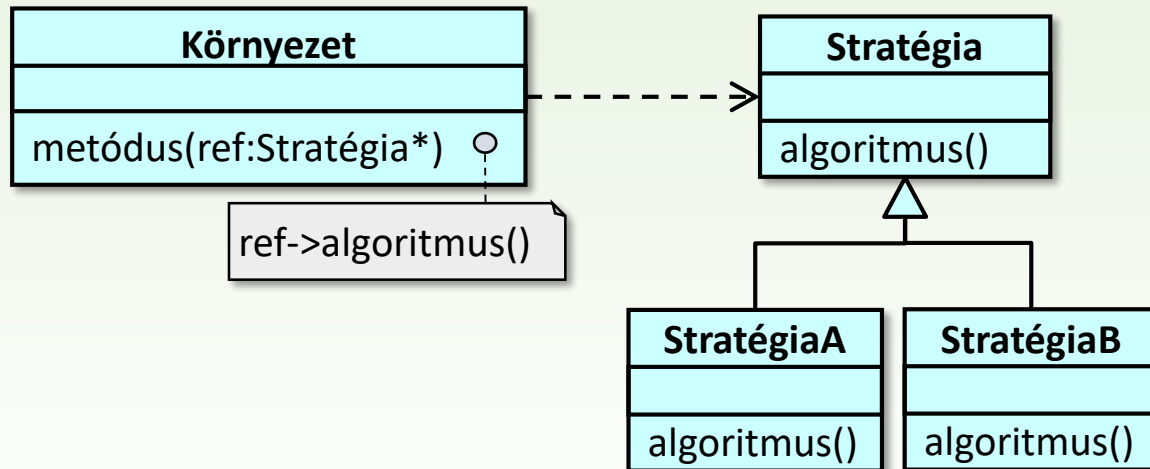 Környezet
metódus(ref:Stratégia*)
ref->algoritmus()
Stratégia
algoritmus()
StratégiaA
algoritmus()
StratégiaB
algoritmus()